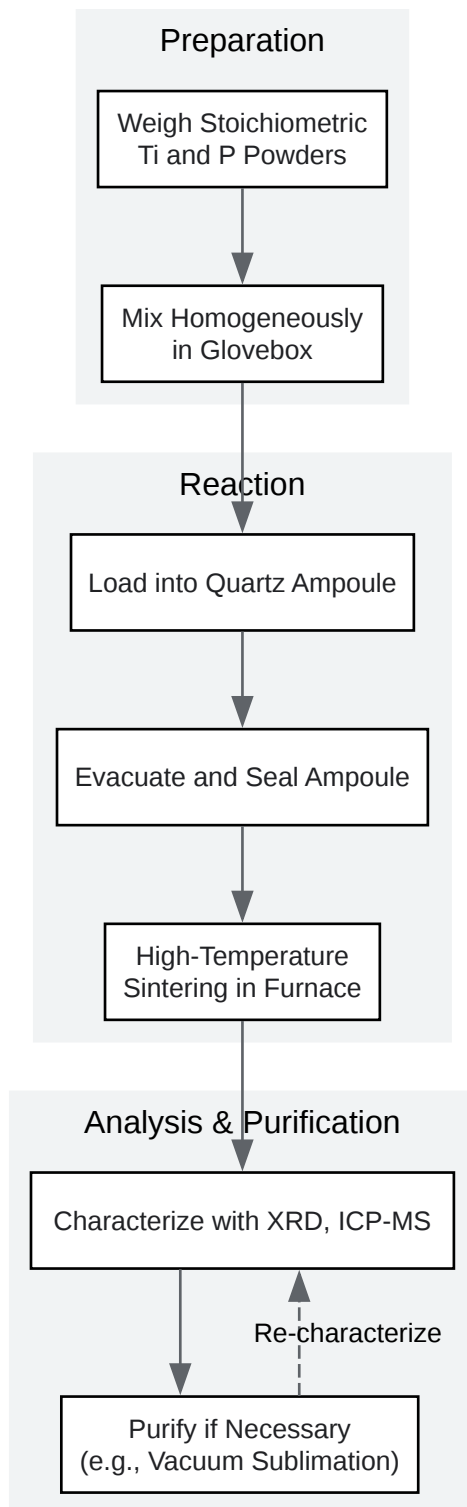 Preparation
Weigh Stoichiometric
Ti and P Powders
Mix Homogeneously
in Glovebox
Reaction
Load into Quartz Ampoule
Evacuate and Seal Ampoule
High-Temperature
Sintering in Furnace
Analysis & Purification
Characterize with XRD, ICP-MS
Re-characterize
Purify if Necessary
(e.g., Vacuum Sublimation)